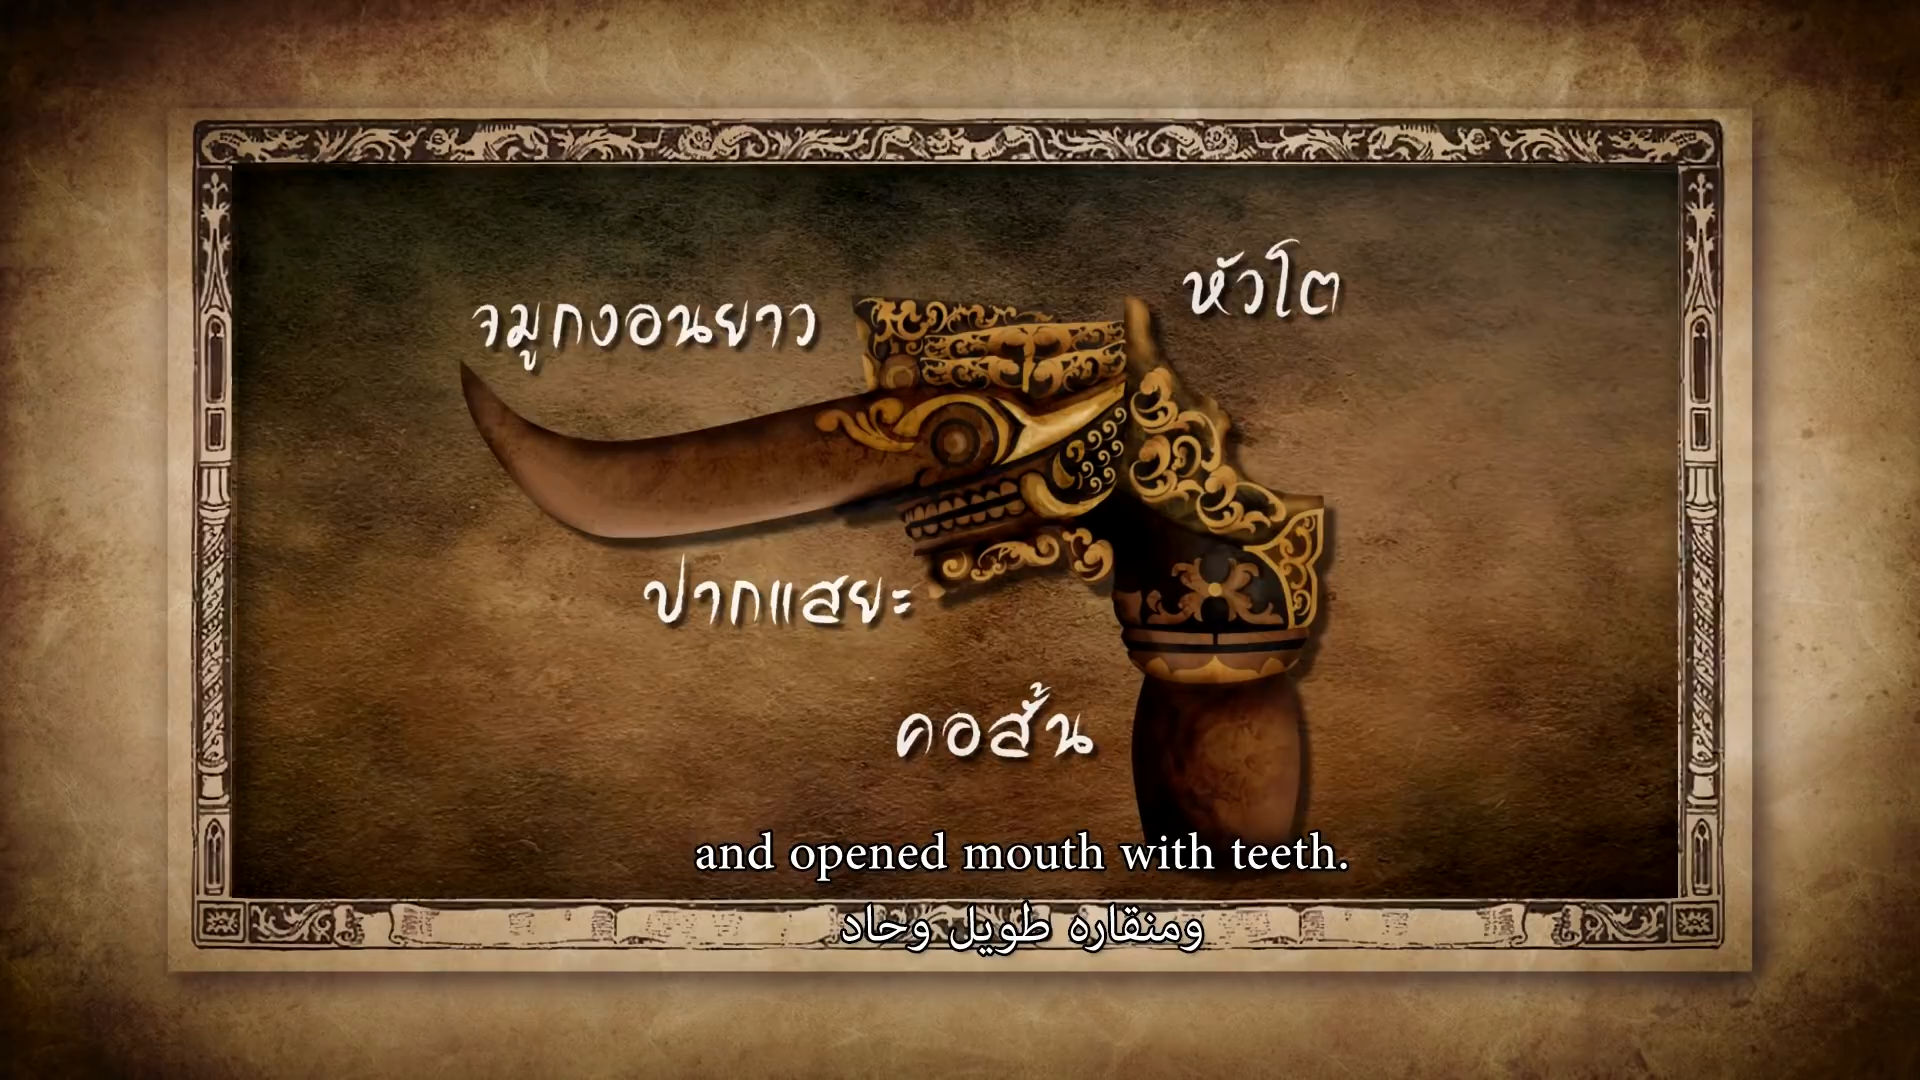 หัวโต
จมูกงอนยาว
ปากแสยะ
คอสั้น
and opened mouth with teeth.
ومنقاره طويل وحاد